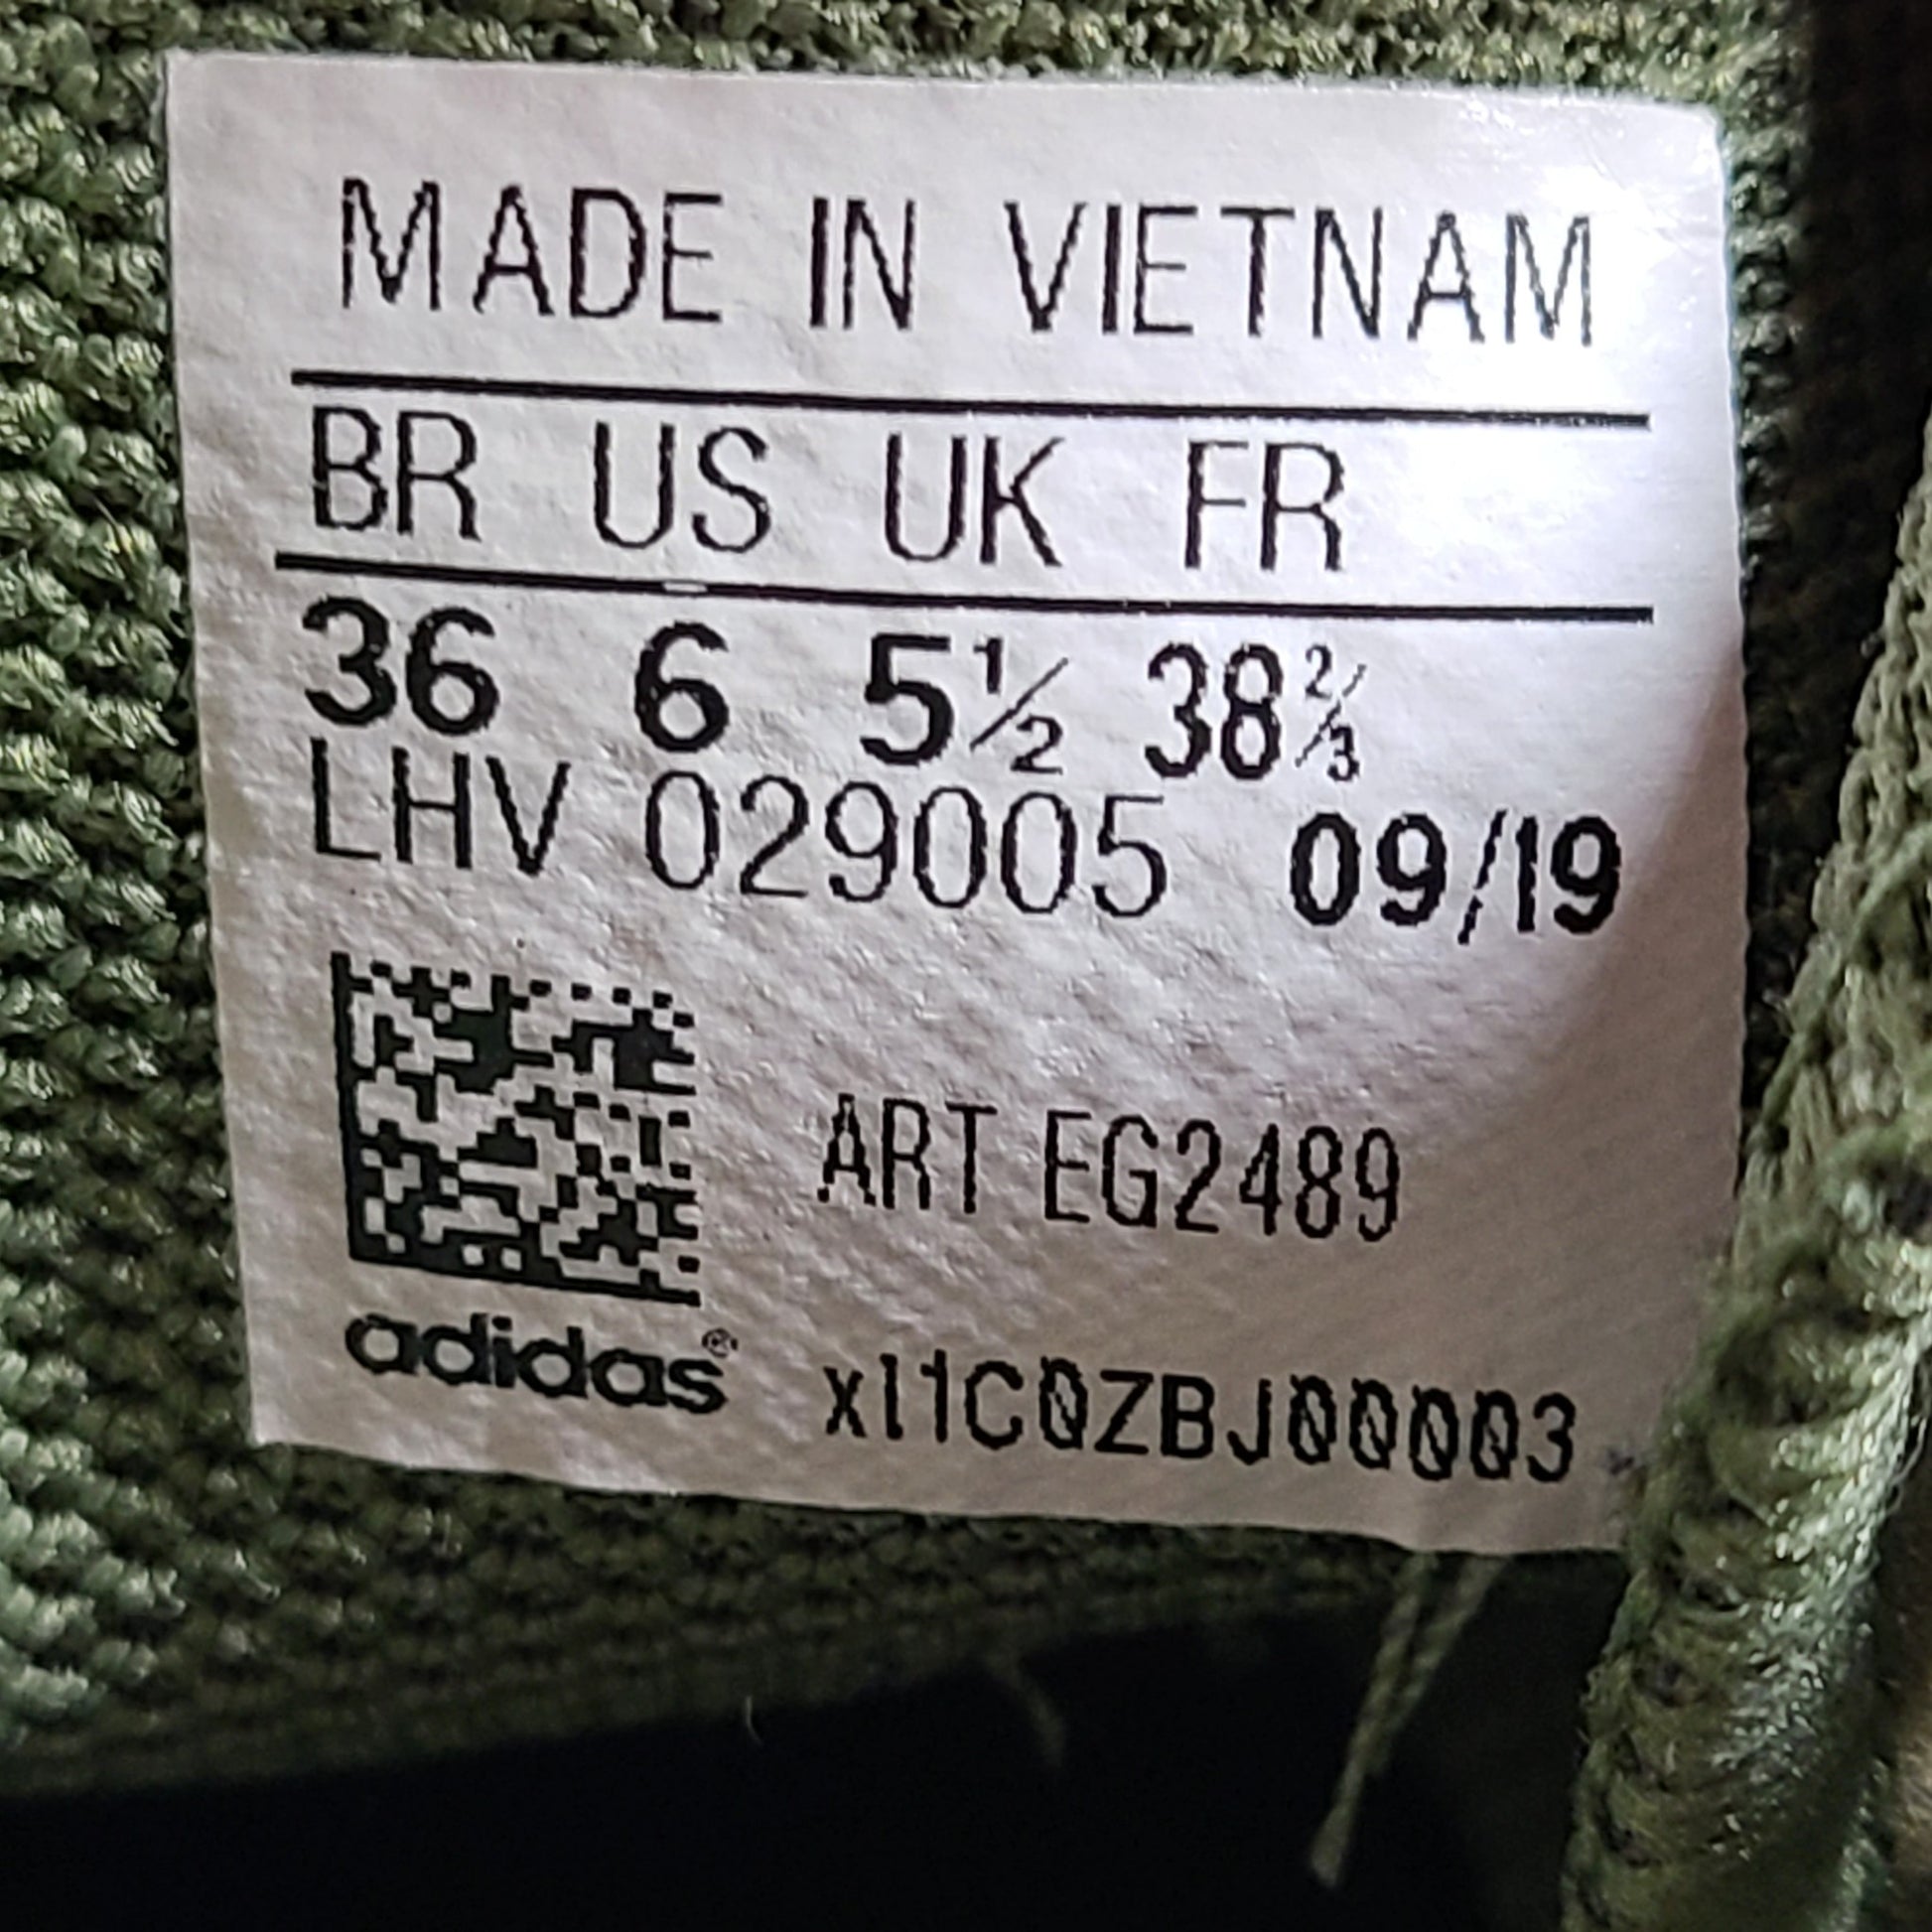 MADE IN VIETNAM
BR US UK FR
36 6 5½ 38⅔
LHV 029005 09/19
ART EG2489
adidas® xl1C0ZBJ00003